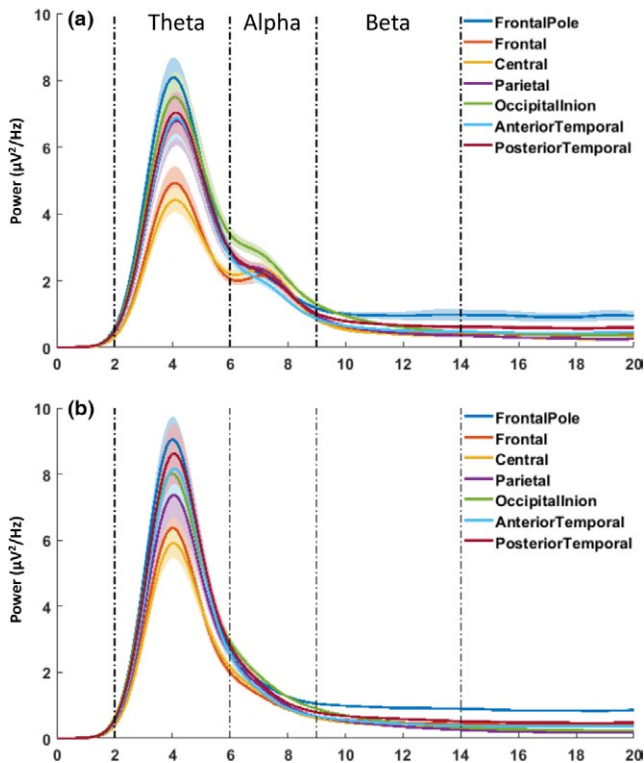 (a) Theta Alpha Beta
FrontalPole
Frontal
Central
Parietal
OccipitalInion
AnteriorTemporal
PosteriorTemporal
Power (µV²/Hz)
10
8
6
4
2
0
0 2 4 6 8 10 12 14 16 18 20
(b)
FrontalPole
Frontal
Central
Parietal
OccipitalInion
AnteriorTemporal
PosteriorTemporal
Power (µV²/Hz)
10
8
6
4
2
0
0 2 4 6 8 10 12 14 16 18 20